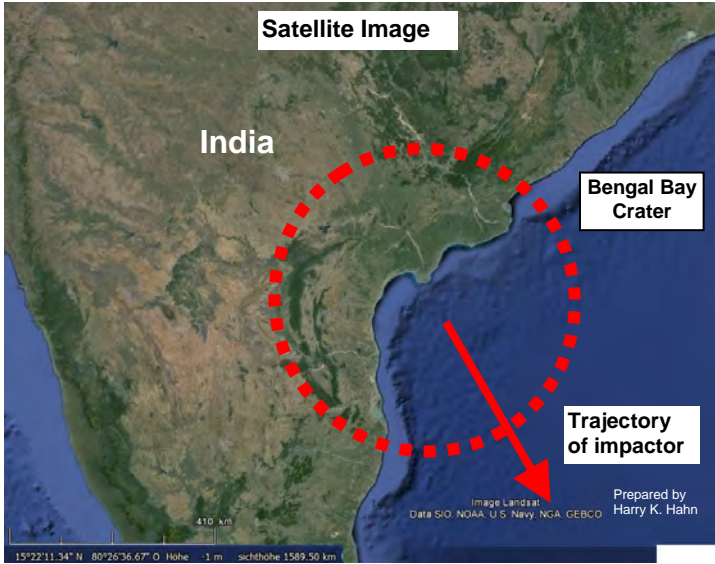 Satellite Image
India
Bengal Bay
Crater
Trajectory
of impactor
Image Landsat
Data SIO, NOAA, U.S. Navy, NGA, GEBCO
Prepared by
Harry K. Hahn
410 km
15°22'11.34" N 80°26'36.67" O Höhe -1 m sichthöhe 1589.50 km